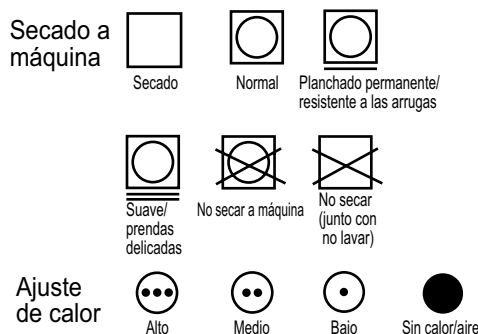 Secado a
máquina
Secado
Normal
Planchado permanente/
resistente a las arrugas
Suave/
prendas
delicadas
No secar a máquina
No secar
(junto con
no lavar)
Ajuste
de calor
Alto
Medio
Bajo
Sin calor/aire